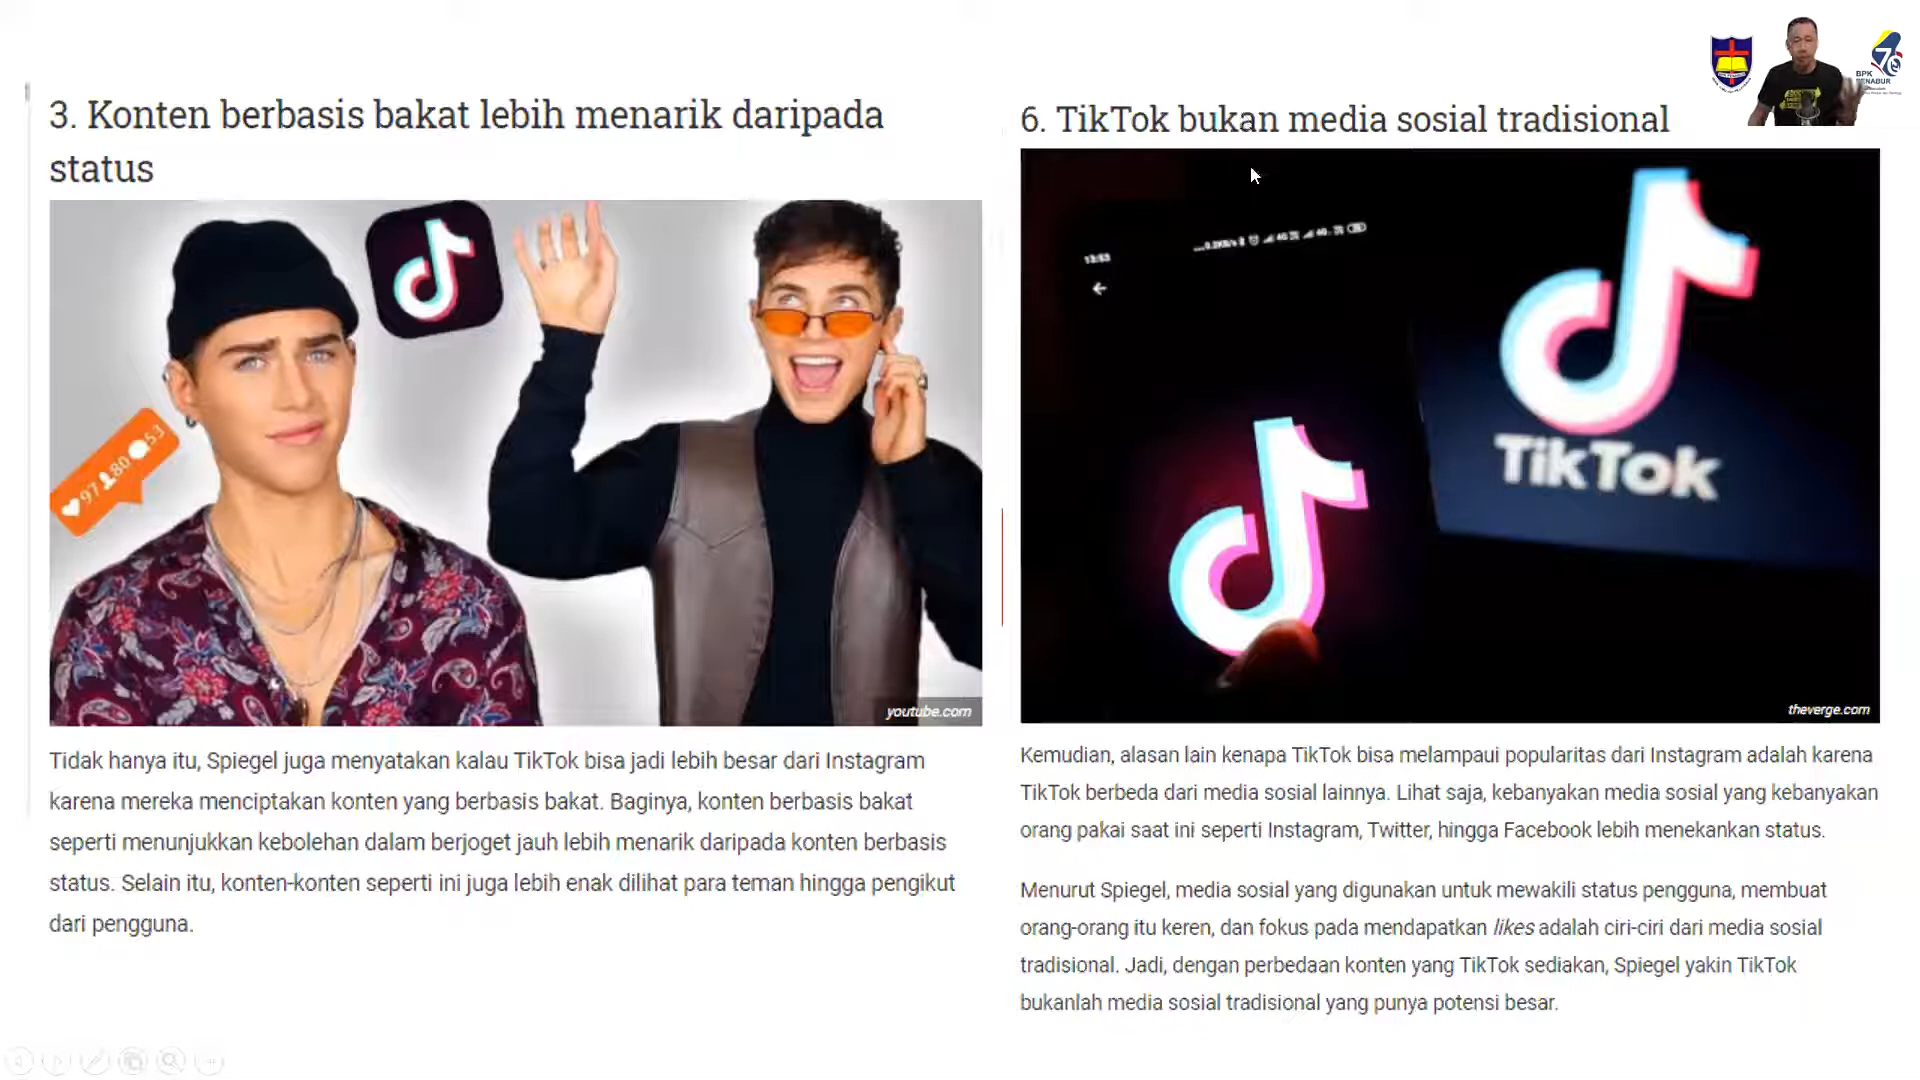 3. Konten berbasis bakat lebih menarik daripada
status
97 80 53
youtube.com
Tidak hanya itu, Spiegel juga menyatakan kalau TikTok bisa jadi lebih besar dari Instagram
karena mereka menciptakan konten yang berbasis bakat. Baginya, konten berbasis bakat
seperti menunjukkan kebolehan dalam berjoget jauh lebih menarik daripada konten berbasis
status. Selain itu, konten-konten seperti ini juga lebih enak dilihat para teman hingga pengikut
dari pengguna.
6. TikTok bukan media sosial tradisional
13:53
TikTok
theverge.com
Kemudian, alasan lain kenapa TikTok bisa melampaui popularitas dari Instagram adalah karena
TikTok berbeda dari media sosial lainnya. Lihat saja, kebanyakan media sosial yang kebanyakan
orang pakai saat ini seperti Instagram, Twitter, hingga Facebook lebih menekankan status.
Menurut Spiegel, media sosial yang digunakan untuk mewakili status pengguna, membuat
orang-orang itu keren, dan fokus pada mendapatkan likes adalah ciri-ciri dari media sosial
tradisional. Jadi, dengan perbedaan konten yang TikTok sediakan, Spiegel yakin TikTok
bukanlah media sosial tradisional yang punya potensi besar.
BPK